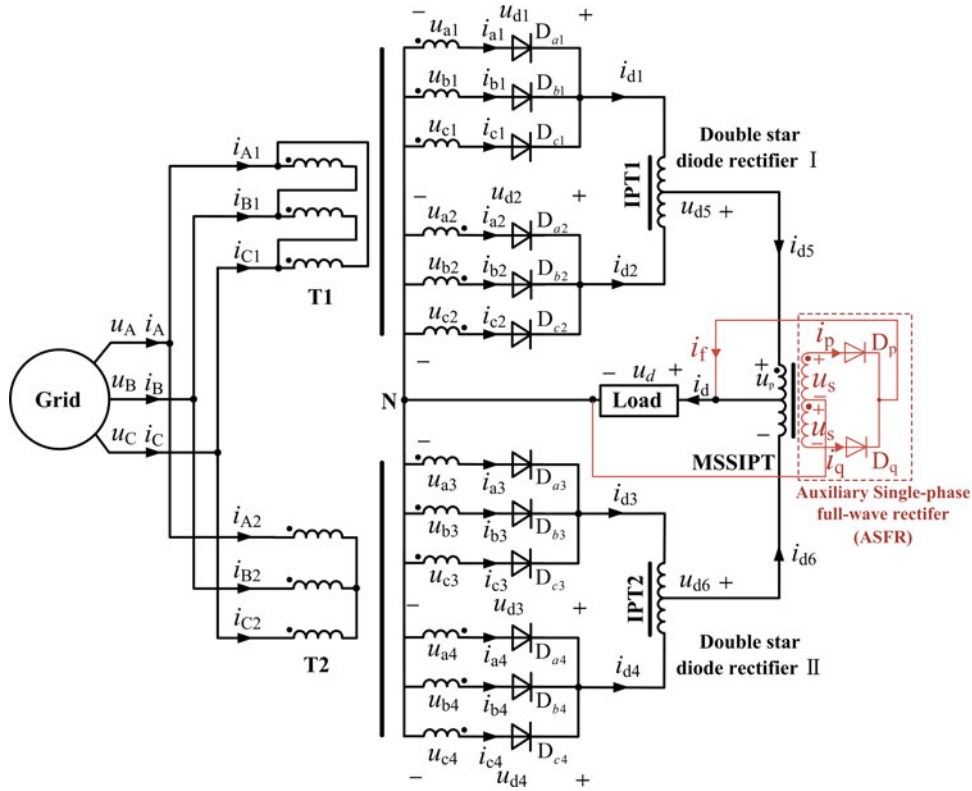 − u_d1 +
u_a1 i_a1 D_a1
u_b1 i_b1 D_b1
i_d1
u_c1 i_c1 D_c1
Double star
diode rectifier Ⅰ
i_A1
i_B1
i_C1
T1
− u_d2 +
u_a2 i_a2 D_a2
u_b2 i_b2 D_b2
i_d2
u_c2 i_c2 D_c2
−
IPT1
u_d5 +
i_d5
u_A i_A
u_B i_B
u_C i_C
Grid
N
− u_d +
Load
i_d
i_f
+
u_p
−
MSSIPT
i_p D_p
+
u_s
−
+
u_s
−
i_q D_q
Auxiliary Single-phase
full-wave rectifer
(ASFR)
i_A2
i_B2
i_C2
T2
−
u_a3 i_a3 D_a3
u_b3 i_b3 D_b3
i_d3
u_c3 i_c3 D_c3
− u_d3 +
IPT2
u_d6 +
i_d6
Double star
diode rectifier Ⅱ
u_a4 i_a4 D_a4
u_b4 i_b4 D_b4
i_d4
u_c4 i_c4 D_c4
− u_d4 +